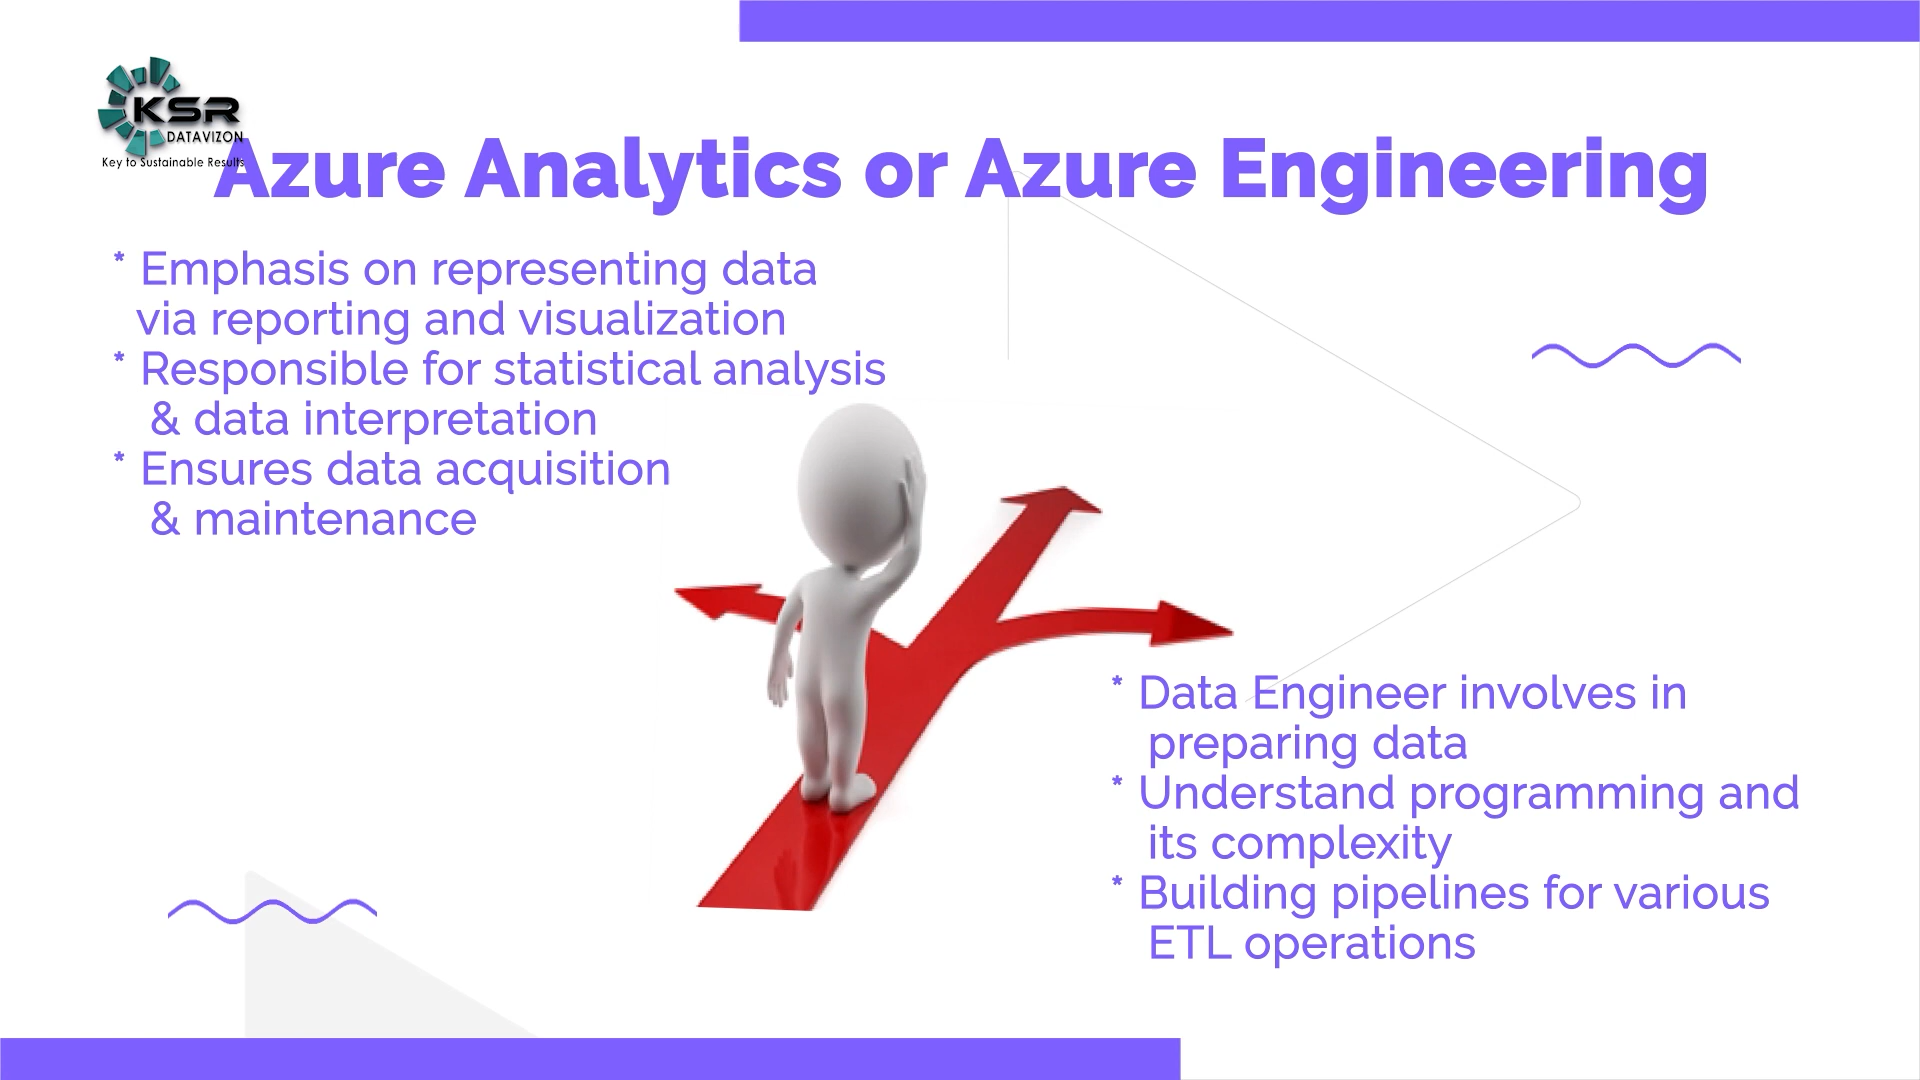 KSR
DATAVIZON
Key to Sustainable Results
Azure Analytics or Azure Engineering
* Emphasis on representing data
via reporting and visualization
* Responsible for statistical analysis
& data interpretation
* Ensures data acquisition
& maintenance
* Data Engineer involves in
preparing data
* Understand programming and
its complexity
* Building pipelines for various
ETL operations